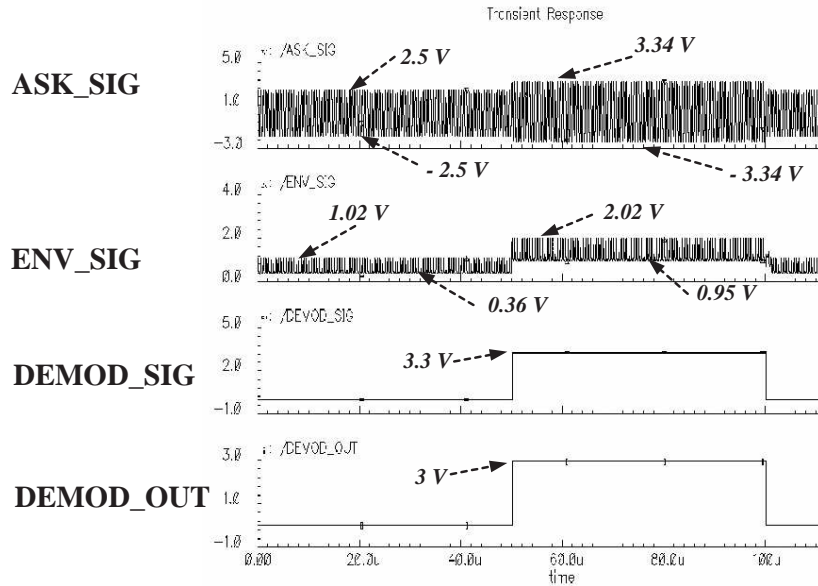 Transient Response
ASK_SIG
5.0
1.0
-3.0
/ASK_SIG
2.5 V
3.34 V
- 2.5 V
- 3.34 V
ENV_SIG
4.0
2.0
0.0
/ENV_SIG
1.02 V
2.02 V
0.36 V
0.95 V
DEMOD_SIG
5.0
2.0
-1.0
/DEMOD_SIG
3.3 V
DEMOD_OUT
3.0
1.0
-1.0
/DEMOD_OUT
3 V
0.00 20.0u 40.0u 60.0u 80.0u 100u
time